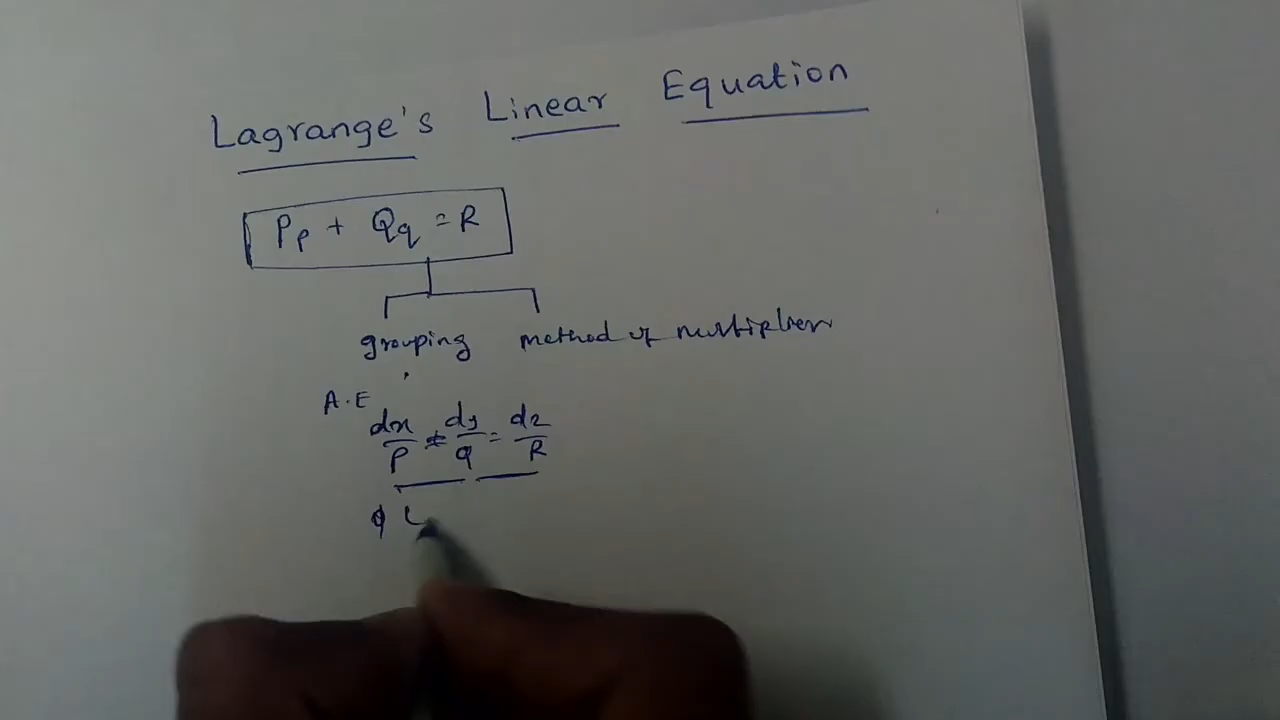 Lagrange's Linear Equation
Pp + Qq = R
grouping method of multiplier
A.E
dx/P = dy/Q = dz/R
φ (